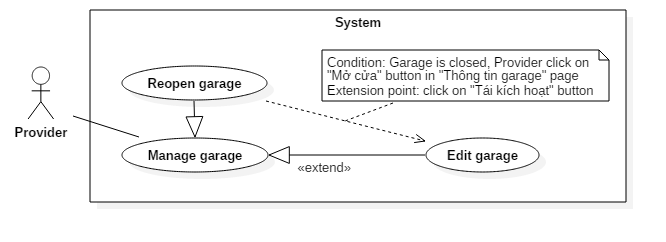 System
Condition: Garage is closed, Provider click on
"Mở cửa" button in "Thông tin garage" page
Extension point: click on "Tái kích hoạt" button
Reopen garage
Provider
Manage garage
Edit garage
«extend»